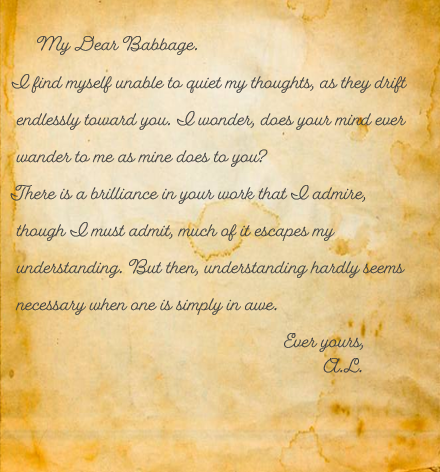 My Dear Babbage.
I find myself unable to quiet my thoughts, as they drift
endlessly toward you. I wonder, does your mind ever
wander to me as mine does to you?
There is a brilliance in your work that I admire,
though I must admit, much of it escapes my
understanding. But then, understanding hardly seems
necessary when one is simply in awe.
Ever yours,
A.L.